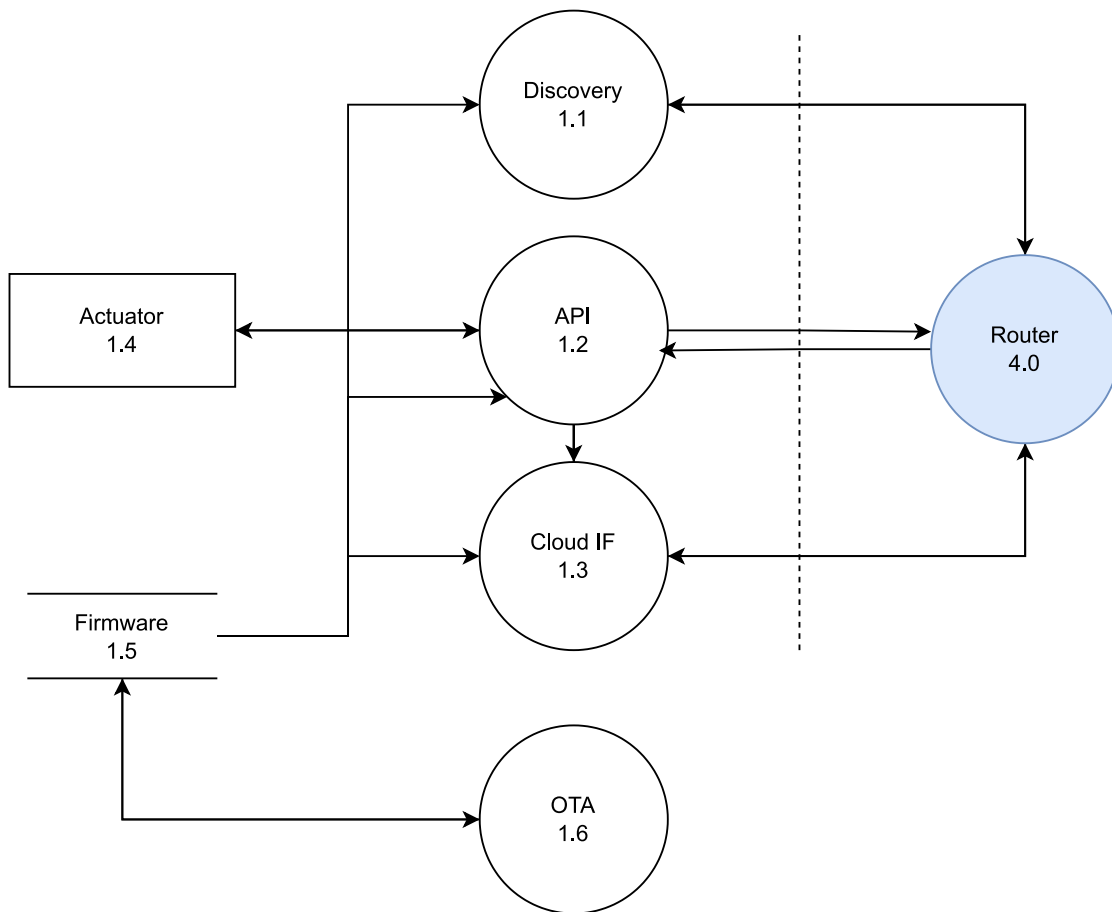 Discovery
1.1
Actuator
1.4
API
1.2
Router
4.0
Cloud IF
1.3
Firmware
1.5
OTA
1.6